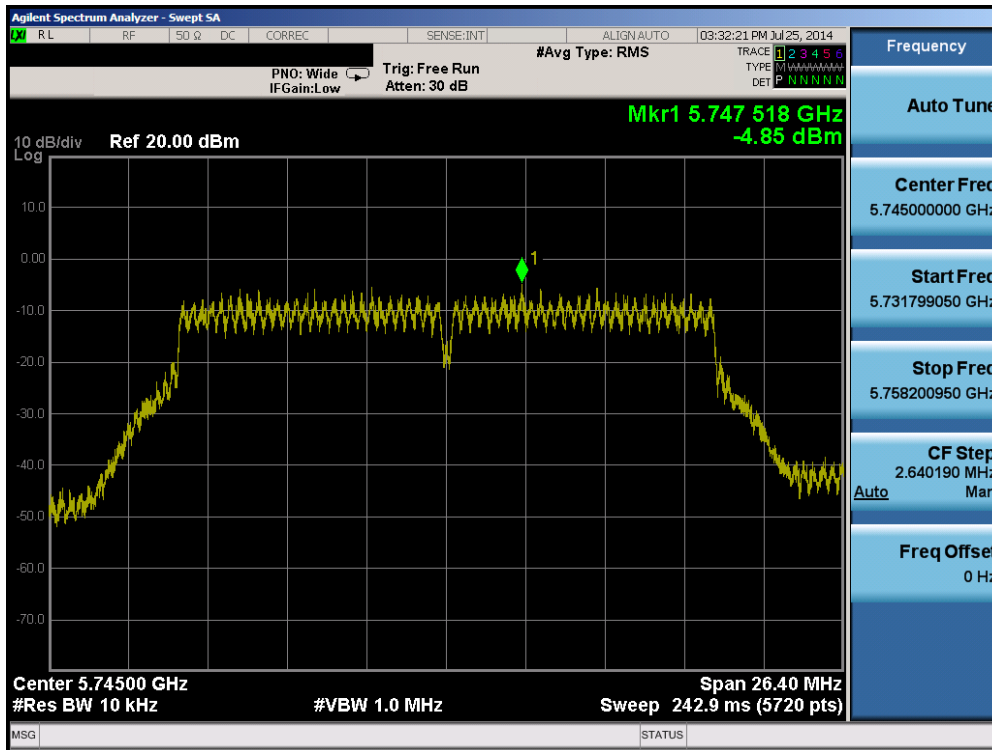 Agilent Spectrum Analyzer - Swept SA
LXI RL RF 50 Ω DC CORREC SENSE:INT ALIGN AUTO 03:32:21 PM Jul 25, 2014
#Avg Type: RMS
TRACE 1 2 3 4 5 6
PNO: Wide Trig: Free Run
TYPE M WWWWW
IFGain:Low Atten: 30 dB
DET P N N N N N
Mkr1 5.747 518 GHz
-4.85 dBm
10 dB/div Ref 20.00 dBm
Log
10.0
0.00
1
-10.0
-20.0
-30.0
-40.0
-50.0
-60.0
-70.0
Center 5.74500 GHz Span 26.40 MHz
#Res BW 10 kHz #VBW 1.0 MHz Sweep 242.9 ms (5720 pts)
MSG STATUS
Frequency
Auto Tune
Center Freq
5.745000000 GHz
Start Freq
5.731799050 GHz
Stop Freq
5.758200950 GHz
CF Step
2.640190 MHz
Auto Man
Freq Offset
0 Hz